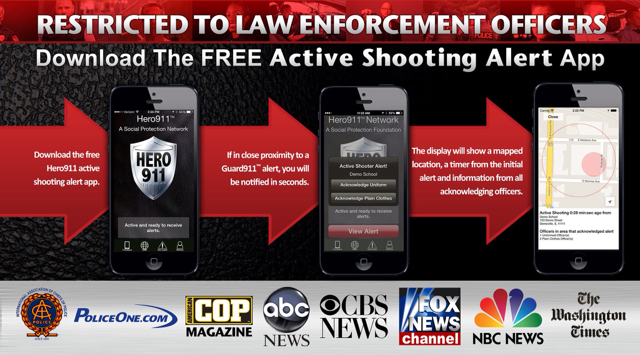 RESTRICTED TO LAW ENFORCEMENT OFFICERS
Download The FREE Active Shooting Alert App
Download the free
Hero911 active
shooting alert app.
Hero911™
A Social Protection Network
HERO
911
Active and ready to receive
alerts.
If in close proximity to a
Guard911™ alert, you will
be notified in seconds.
Hero911™ Network
A Social Protection Foundation
Active Shooter Alert!
Demo School
Acknowledge Uniform
Acknowledge Plain Clothes
Active and ready to receive
alerts.
View Alert
The display will show a mapped
location, a timer from the initial
alert and information from all
acknowledging officers.
Close
Active Shooting 0:09 min:sec ago from
Demo School
Officers in area that acknowledged alert
POLICE
POLICEONE.COM
AMERICAN
COP
MAGAZINE
abc
NEWS
CBS
NEWS
FOX
NEWS
channel
NBC NEWS
The
Washington
Times